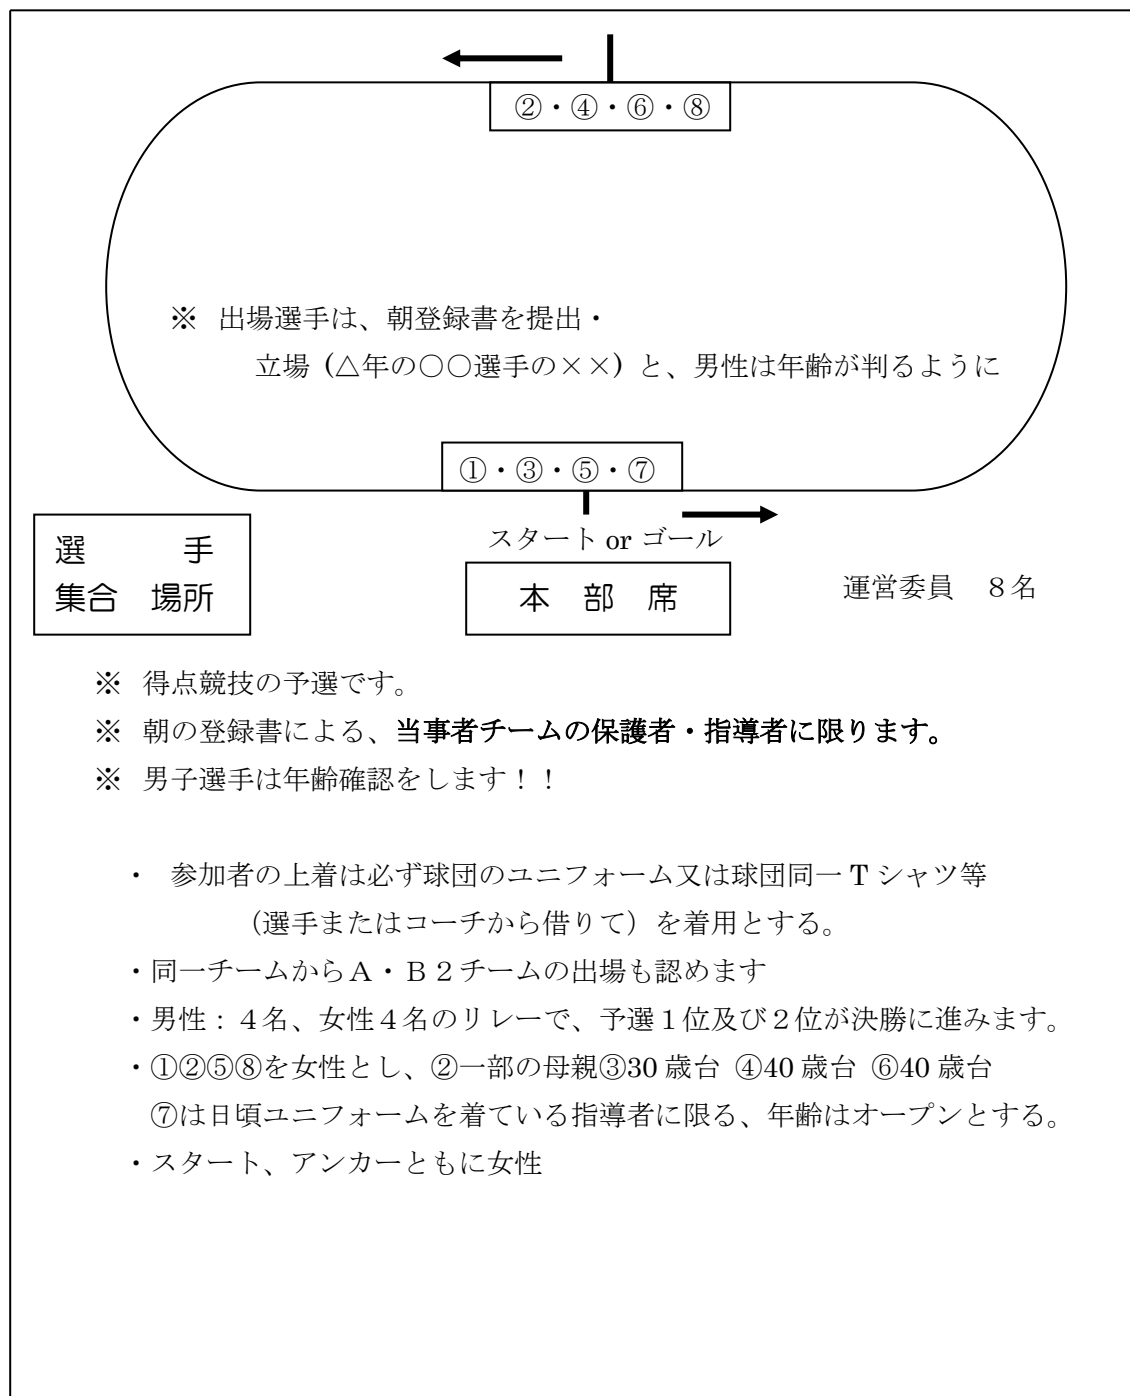 ②・④・⑥・⑧
※ 出場選手は、朝登録書を提出・
立場 (△年の○○選手の××) と、男性は年齢が判るように
①・③・⑤・⑦
スタート or ゴール
選　　　手
集合　場所
本　部　席
運営委員　８名
※ 得点競技の予選です。
※ 朝の登録書による、当事者チームの保護者・指導者に限ります。
※ 男子選手は年齢確認をします！！
・ 参加者の上着は必ず球団のユニフォーム又は球団同一 T シャツ等
（選手またはコーチから借りて）を着用とする。
・同一チームからＡ・Ｂ２チームの出場も認めます
・男性：４名、女性４名のリレーで、予選１位及び２位が決勝に進みます。
・①②⑤⑧を女性とし、②一部の母親③30 歳台 ④40 歳台 ⑥40 歳台
⑦は日頃ユニフォームを着ている指導者に限る、年齢はオープンとする。
・スタート、アンカーともに女性